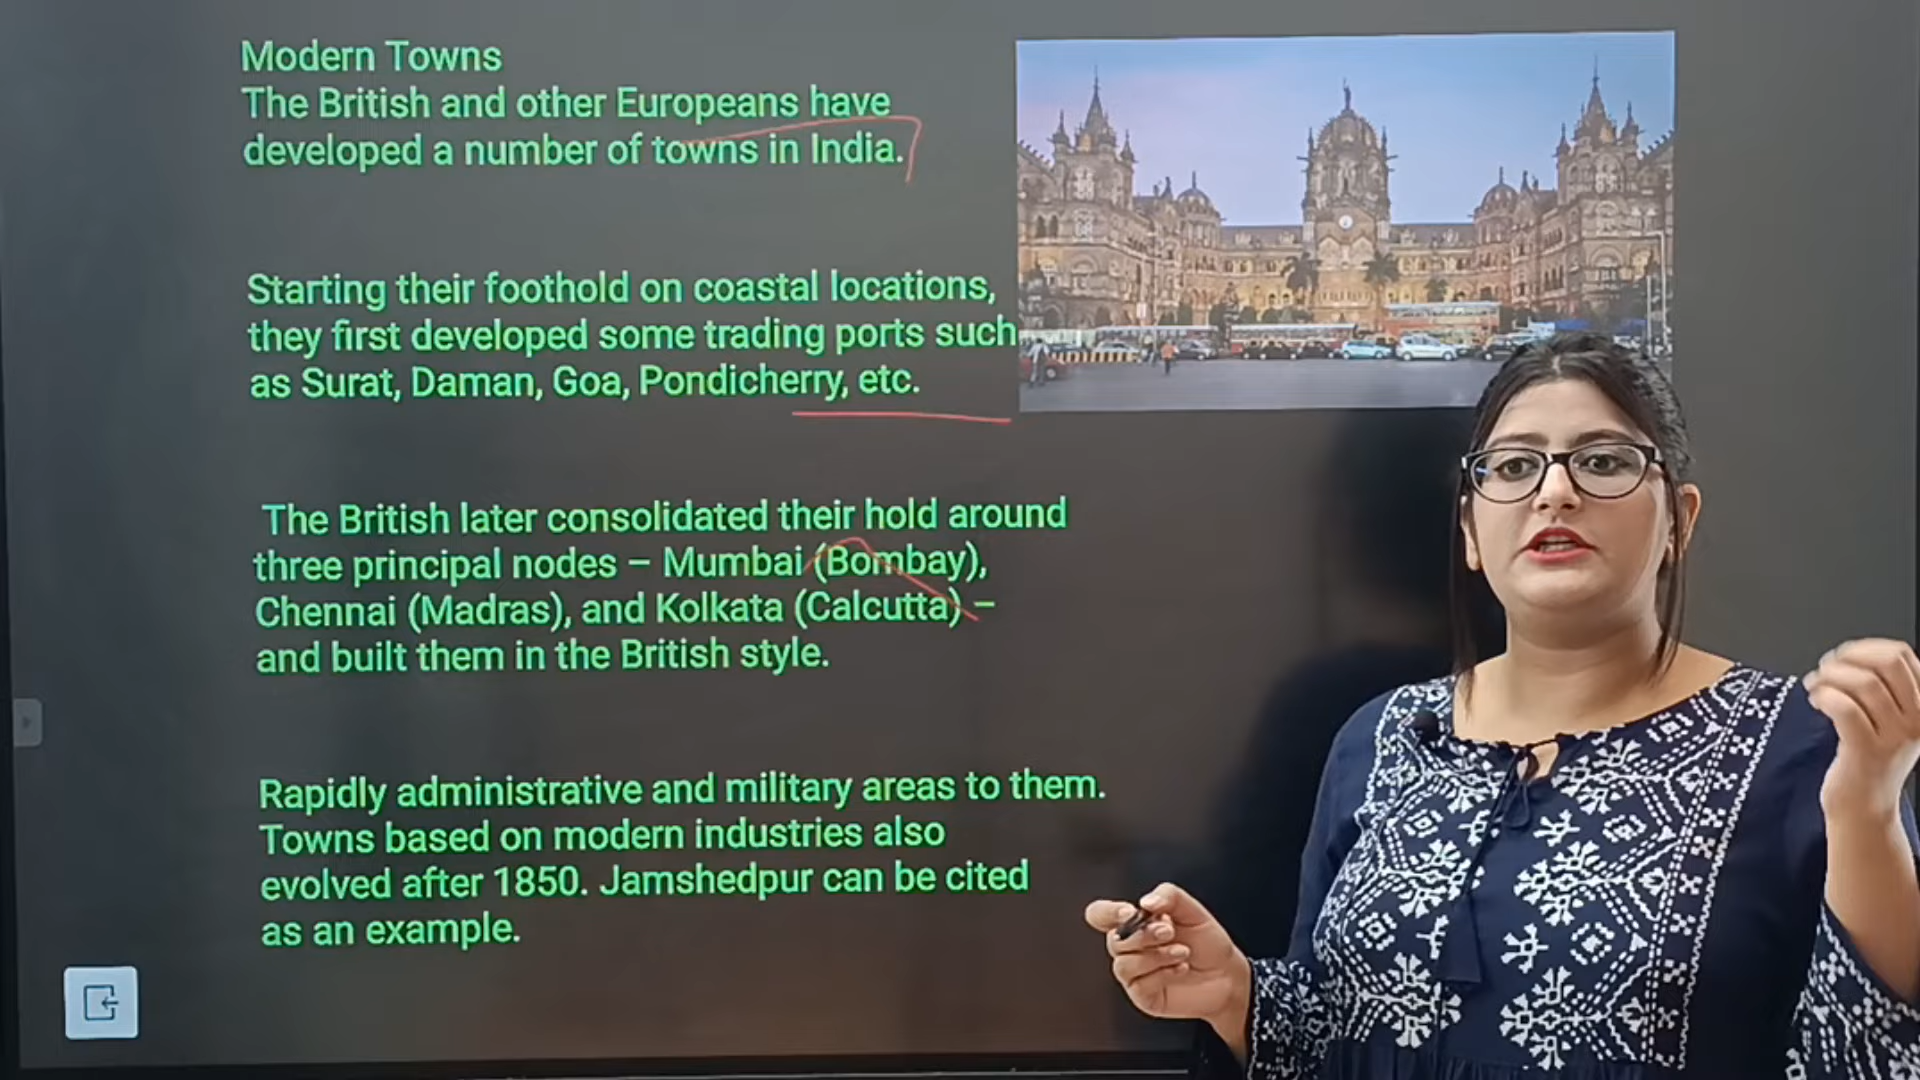 Modern Towns
The British and other Europeans have
developed a number of towns in India.
Starting their foothold on coastal locations,
they first developed some trading ports such
as Surat, Daman, Goa, Pondicherry, etc.
The British later consolidated their hold around
three principal nodes – Mumbai (Bombay),
Chennai (Madras), and Kolkata (Calcutta) –
and built them in the British style.
Rapidly administrative and military areas to them.
Towns based on modern industries also
evolved after 1850. Jamshedpur can be cited
as an example.